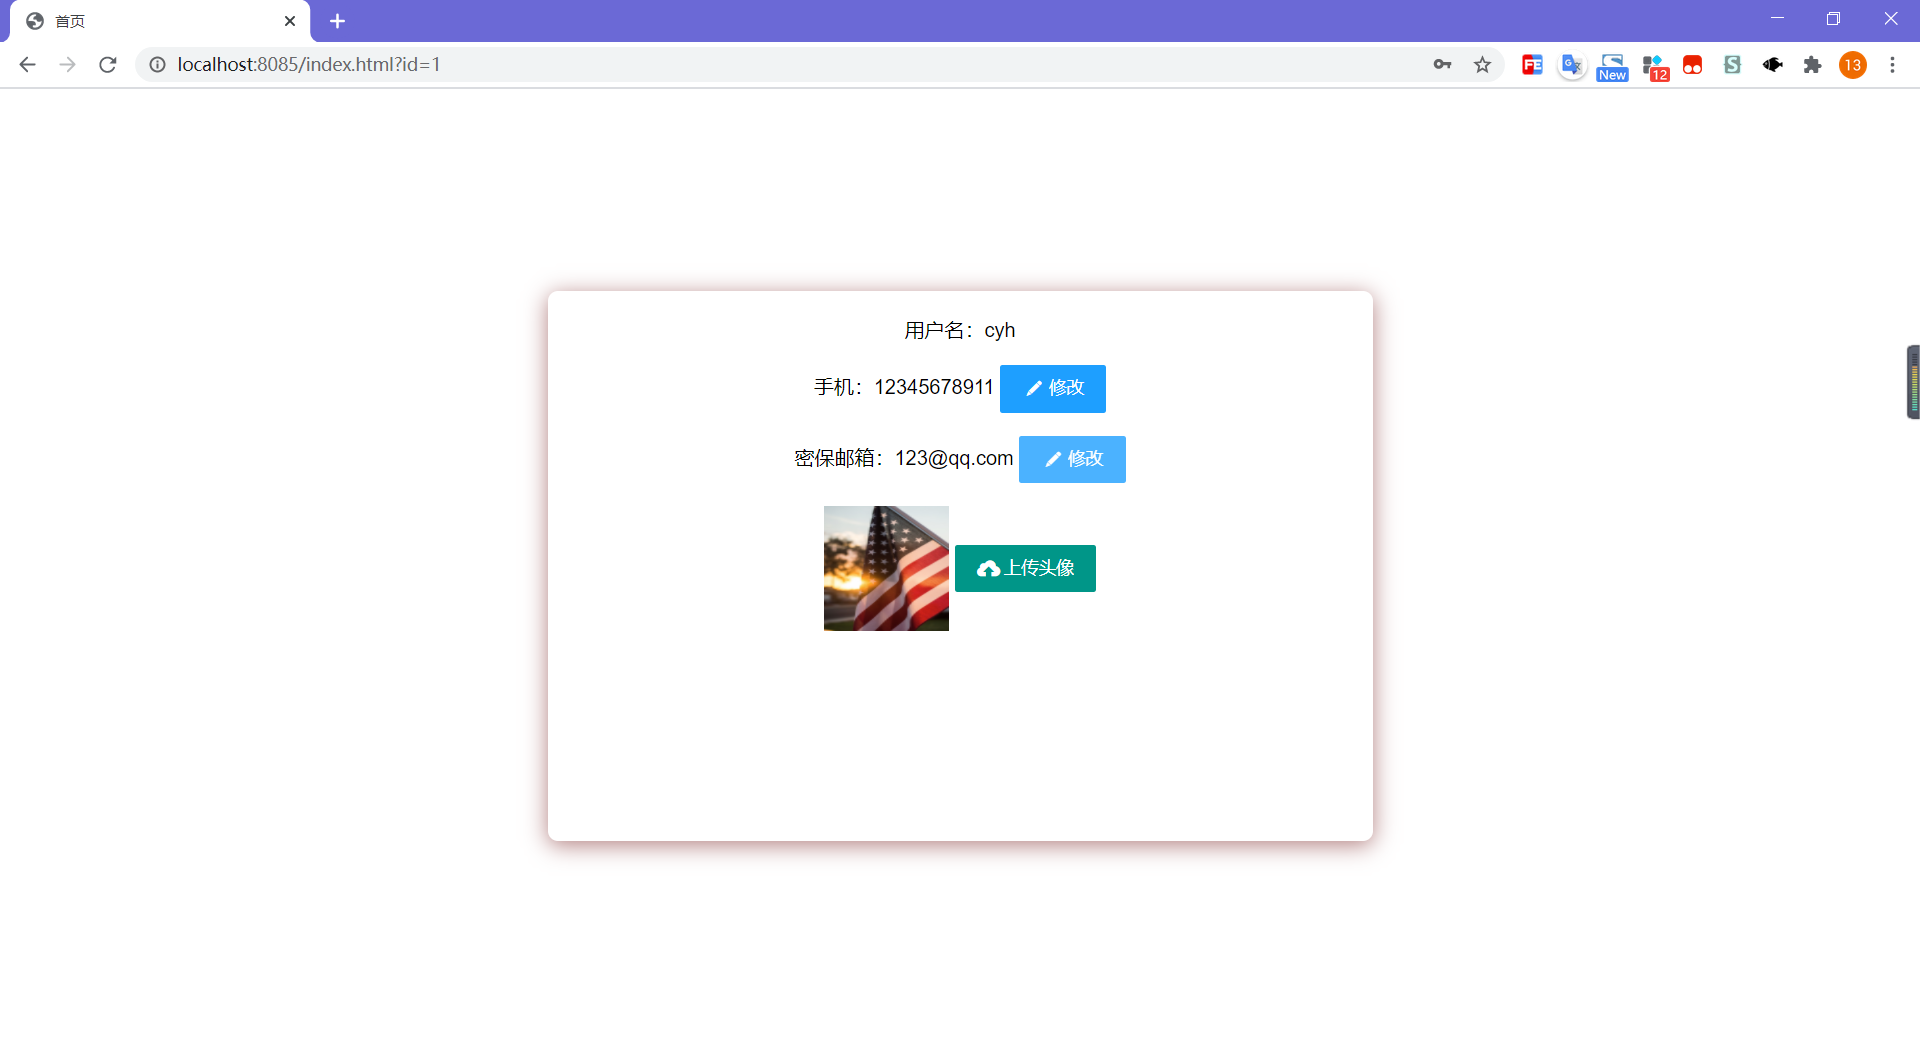 首页
localhost:8085/index.html?id=1
FE
G
New
12
S
13
用户名：cyh
手机：12345678911 修改
密保邮箱：123@qq.com 修改
上传头像